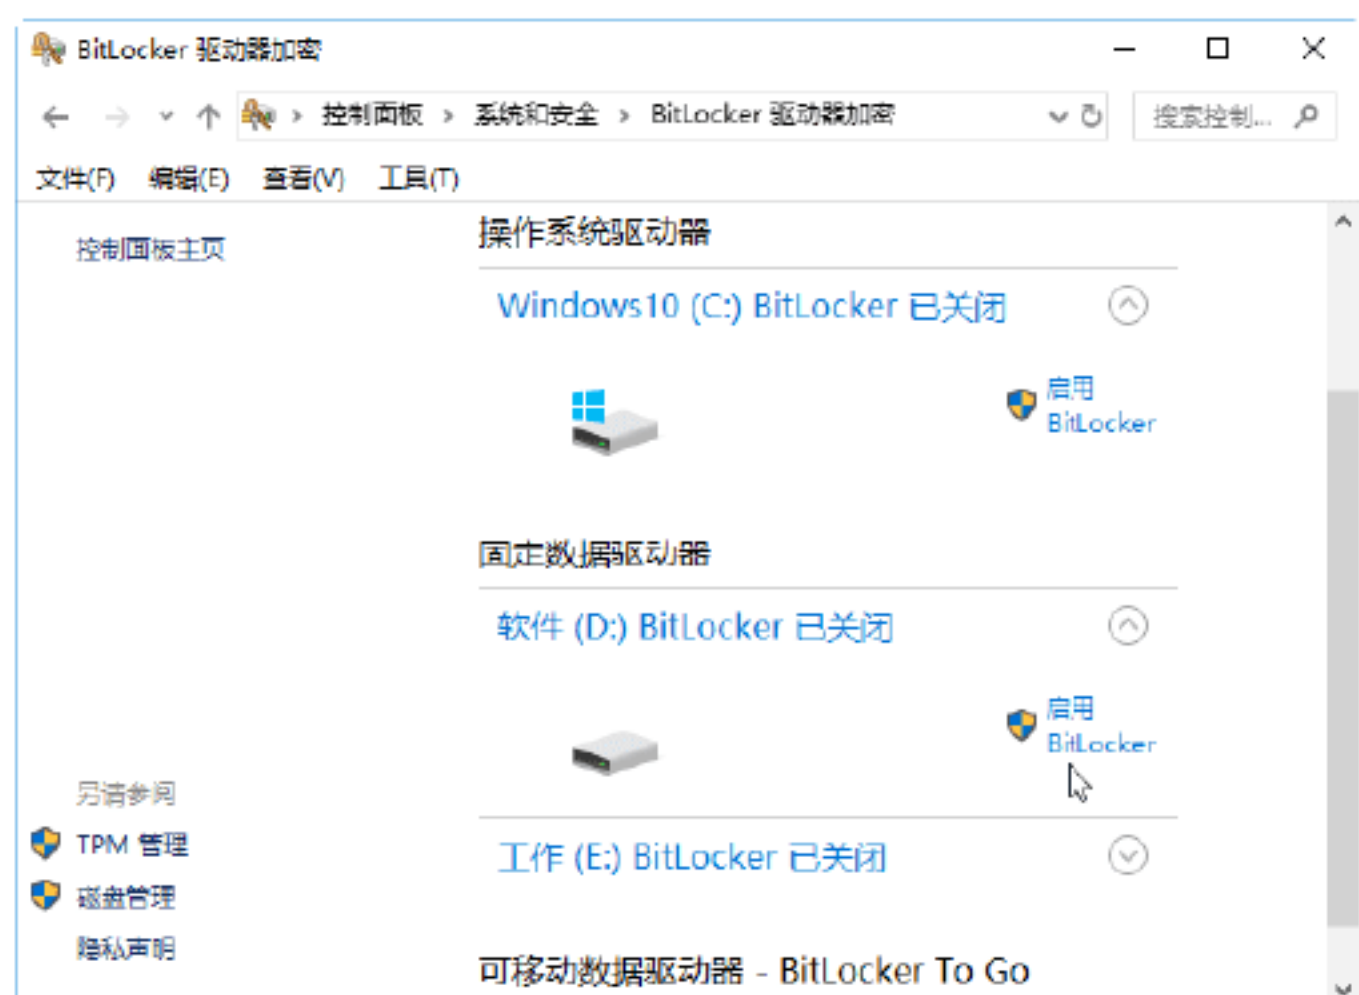 BitLocker 驱动器加密
控制面板 › 系统和安全 › BitLocker 驱动器加密
搜索控制...
文件(F) 编辑(E) 查看(V) 工具(T)
控制面板主页
操作系统驱动器
Windows10 (C:) BitLocker 已关闭
启用
BitLocker
固定数据驱动器
软件 (D:) BitLocker 已关闭
启用
BitLocker
工作 (E:) BitLocker 已关闭
可移动数据驱动器 - BitLocker To Go
另请参阅
TPM 管理
磁盘管理
隐私声明